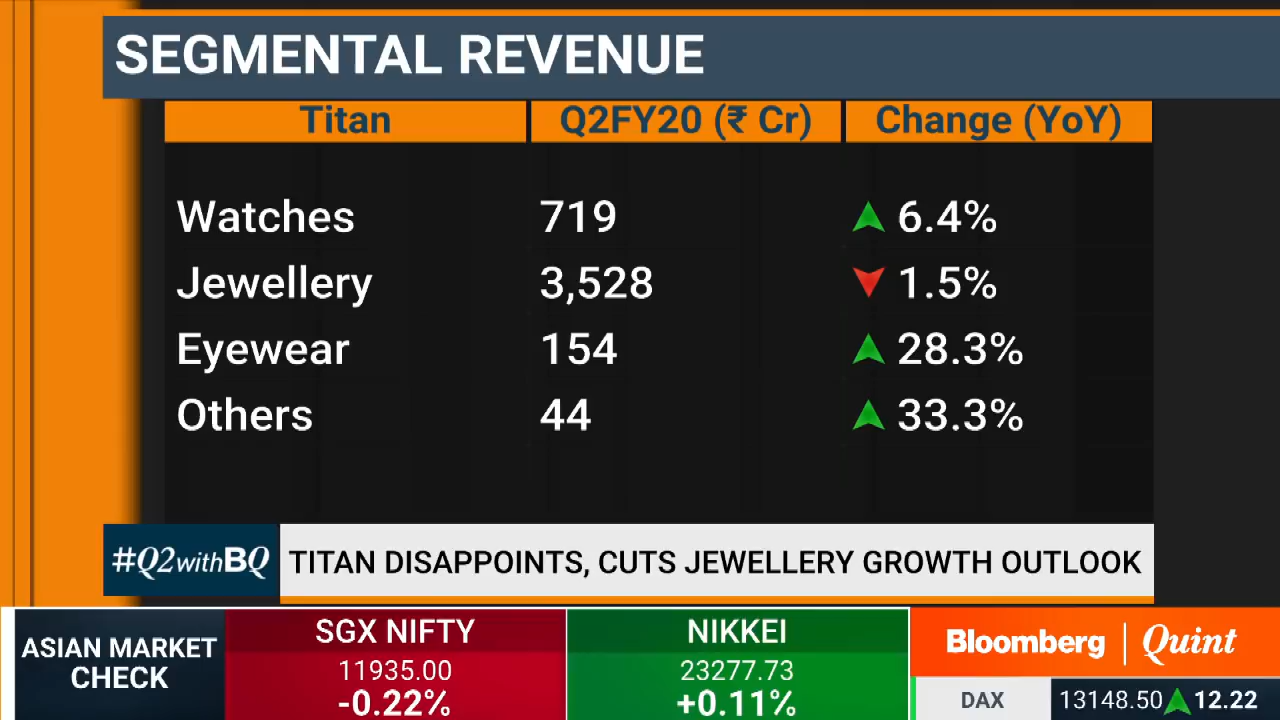 SEGMENTAL REVENUE
Titan Q2FY20 (₹ Cr) Change (YoY)
Watches 719 6.4%
Jewellery 3,528 1.5%
Eyewear 154 28.3%
Others 44 33.3%
#Q2withBQ TITAN DISAPPOINTS, CUTS JEWELLERY GROWTH OUTLOOK
ASIAN MARKET CHECK
SGX NIFTY
11935.00
-0.22%
NIKKEI
23277.73
+0.11%
Bloomberg | Quint
DAX 13148.50 12.22